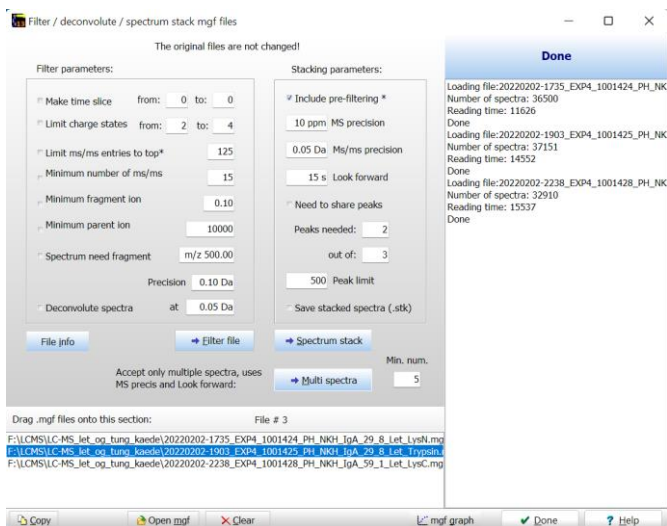 Filter / deconvolute / spectrum stack mgf files
The original files are not changed!
Filter parameters:
Make time slice from: 0 to: 0
Limit charge states from: 2 to: 4
Limit ms/ms entries to top* 125
Minimum number of ms/ms 15
Minimum fragment ion 0.10
Minimum parent ion 10000
Spectrum need fragment m/z 500.00
Precision 0.10 Da
Deconvolute spectra at 0.05 Da
File info
Filter file
Stacking parameters:
Include pre-filtering *
10 ppm MS precision
0.05 Da Ms/ms precision
15 s Look forward
Need to share peaks
Peaks needed: 2
out of: 3
500 Peak limit
Save stacked spectra (.stk)
Spectrum stack
Accept only multiple spectra, uses
MS precis and Look forward:
Multi spectra
Min. num.
5
Drag .mgf files onto this section: File # 3
F:\LCMS\LC-MS_let_og_tung_kaede\20220202-1735_EXP4_1001424_PH_NKH_IgA_29_8_Let_LysN.mg
F:\LCMS\LC-MS_let_og_tung_kaede\20220202-1903_EXP4_1001425_PH_NKH_IgA_29_8_Let_Trypsin.
F:\LCMS\LC-MS_let_og_tung_kaede\20220202-2238_EXP4_1001428_PH_NKH_IgA_59_1_Let_LysC.mg
Done
Loading file:20220202-1735_EXP4_1001424_PH_NK
Number of spectra: 36500
Reading time: 11626
Done
Loading file:20220202-1903_EXP4_1001425_PH_NK
Number of spectra: 37151
Reading time: 14552
Done
Loading file:20220202-2238_EXP4_1001428_PH_NK
Number of spectra: 32910
Reading time: 15537
Done
Copy Open mgf Clear mgf graph Done Help